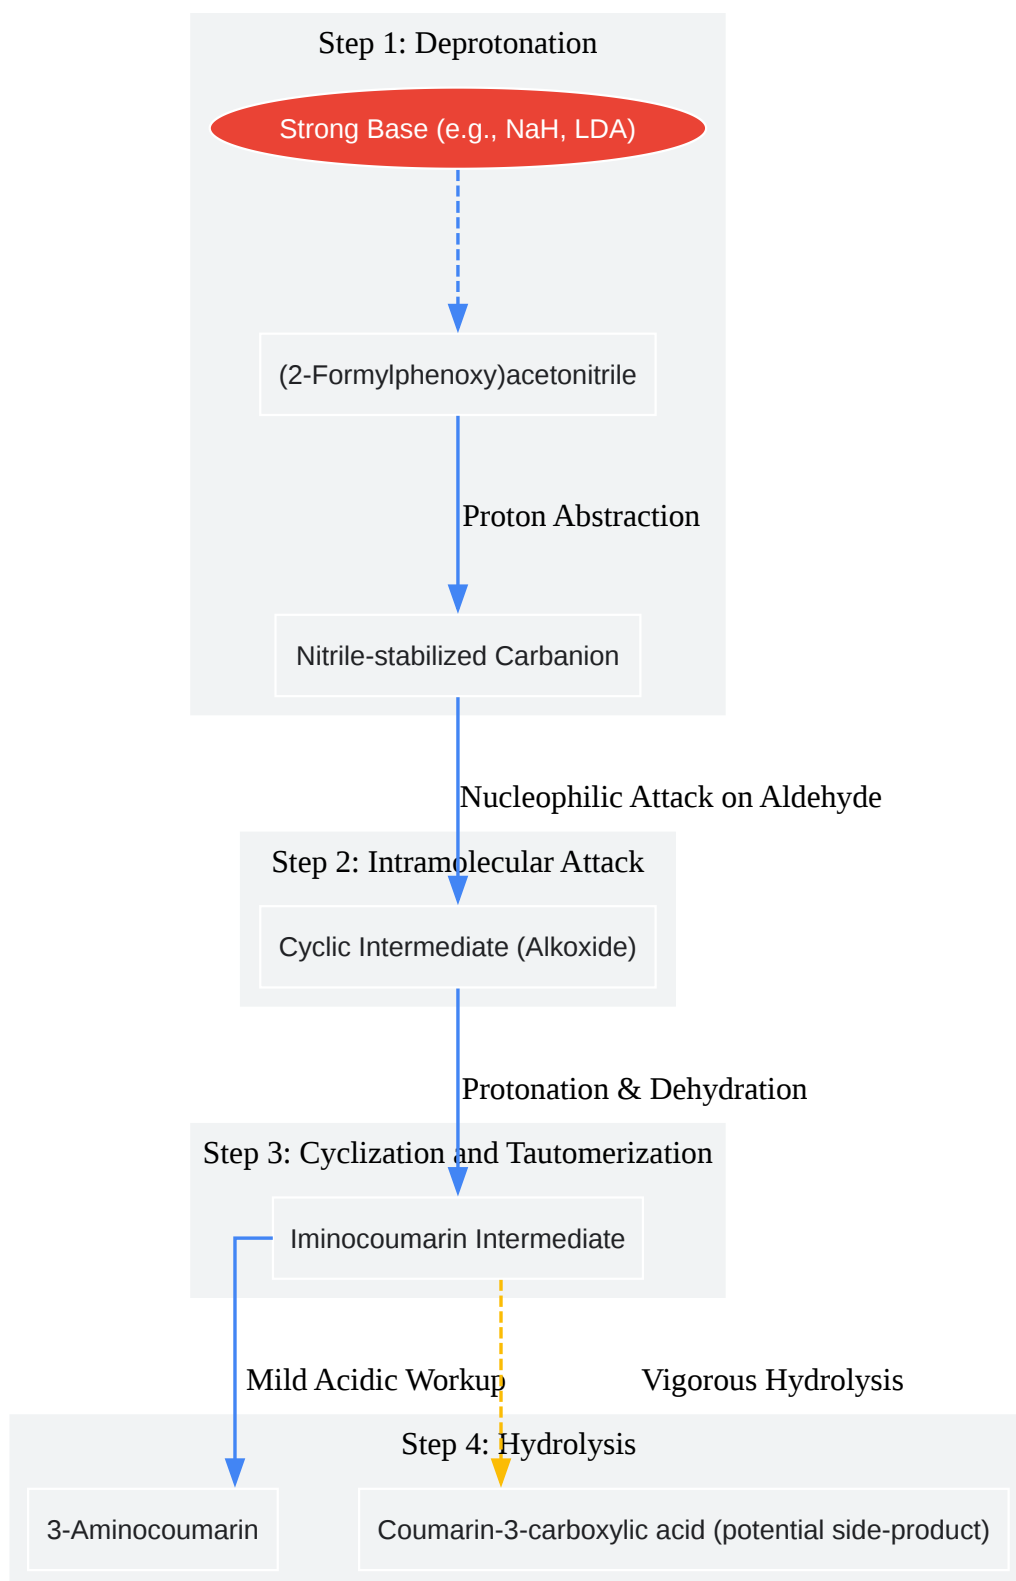 Step 1: Deprotonation
Strong Base (e.g., NaH, LDA)
(2-Formylphenoxy)acetonitrile
Proton Abstraction
Nitrile-stabilized Carbanion
Nucleophilic Attack on Aldehyde
Step 2: Intramolecular Attack
Cyclic Intermediate (Alkoxide)
Protonation & Dehydration
Step 3: Cyclization and Tautomerization
Iminocoumarin Intermediate
Mild Acidic Workup
Vigorous Hydrolysis
Step 4: Hydrolysis
3-Aminocoumarin
Coumarin-3-carboxylic acid (potential side-product)